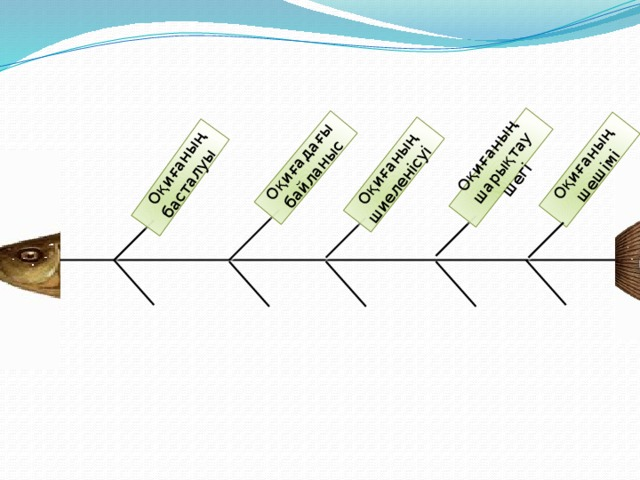 Оқиғаның
басталуы
Оқиғадағы
байланыс
Оқиғаның
шиеленісуі
Оқиғаның
шарықтау
шегі
Оқиғаның
шешімі